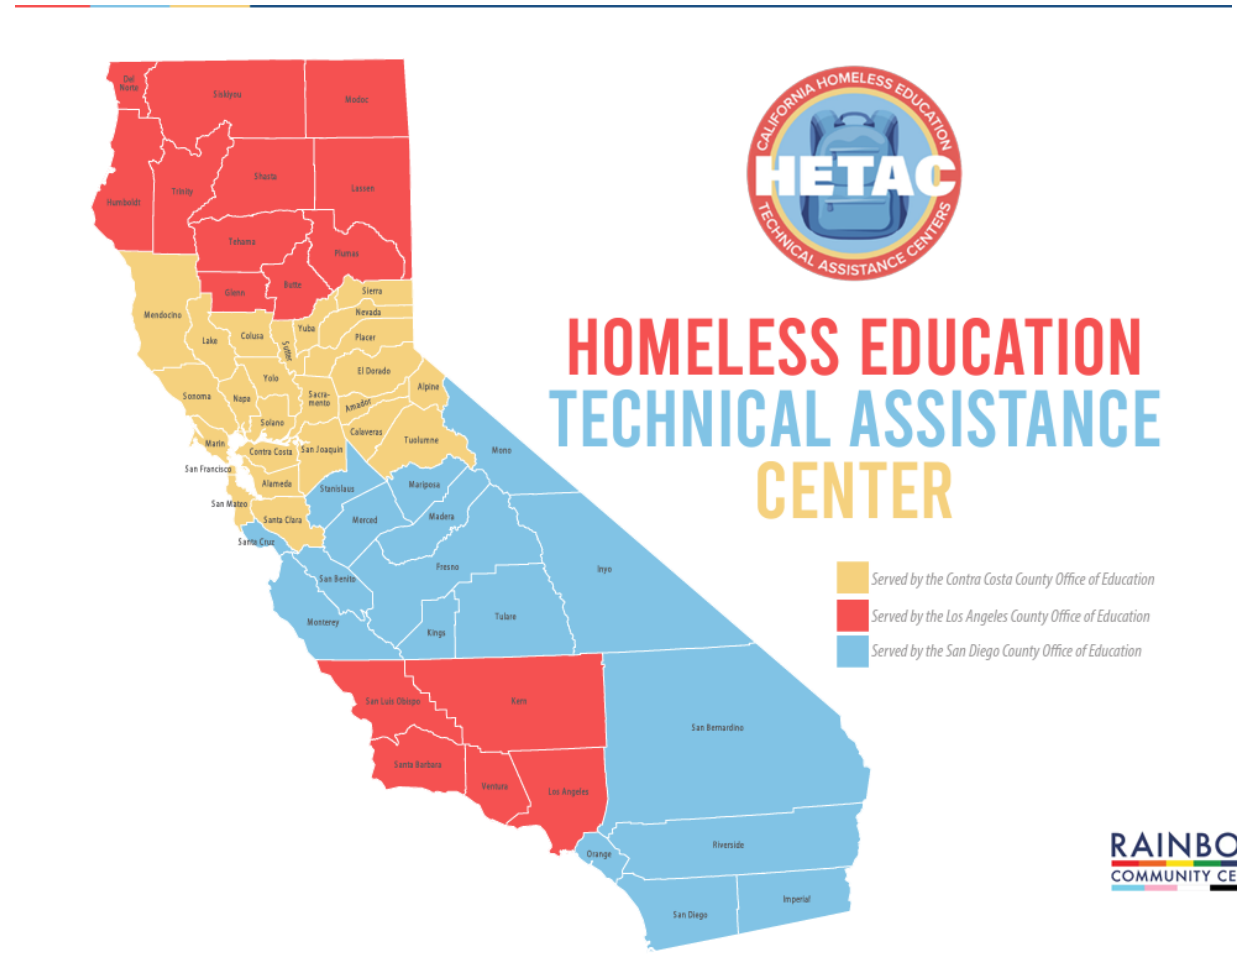 CALIFORNIA HOMELESS EDUCATION
HETAC
TECHNICAL ASSISTANCE CENTERS
HOMELESS EDUCATION
TECHNICAL ASSISTANCE
CENTER
Served by the Contra Costa County Office of Education
Served by the Los Angeles County Office of Education
Served by the San Diego County Office of Education
Del
Norte
Siskiyou
Modoc
Humboldt
Trinity
Shasta
Lassen
Tehama
Plumas
Glenn
Butte
Sierra
Mendocino
Nevada
Lake
Colusa
Sutter
Yuba
Placer
El Dorado
Yolo
Alpine
Sonoma
Napa
Sacra-
mento
Amador
Solano
Calaveras
Tuolumne
Marin
Contra Costa
San Joaquin
Mono
San Francisco
Alameda
Stanislaus
Mariposa
San Mateo
Santa Clara
Merced
Madera
Santa Cruz
Fresno
Inyo
San Benito
Monterey
Kings
Tulare
San Luis Obispo
Kern
San Bernardino
Santa Barbara
Ventura
Los Angeles
Orange
Riverside
San Diego
Imperial
RAINBO
COMMUNITY CE